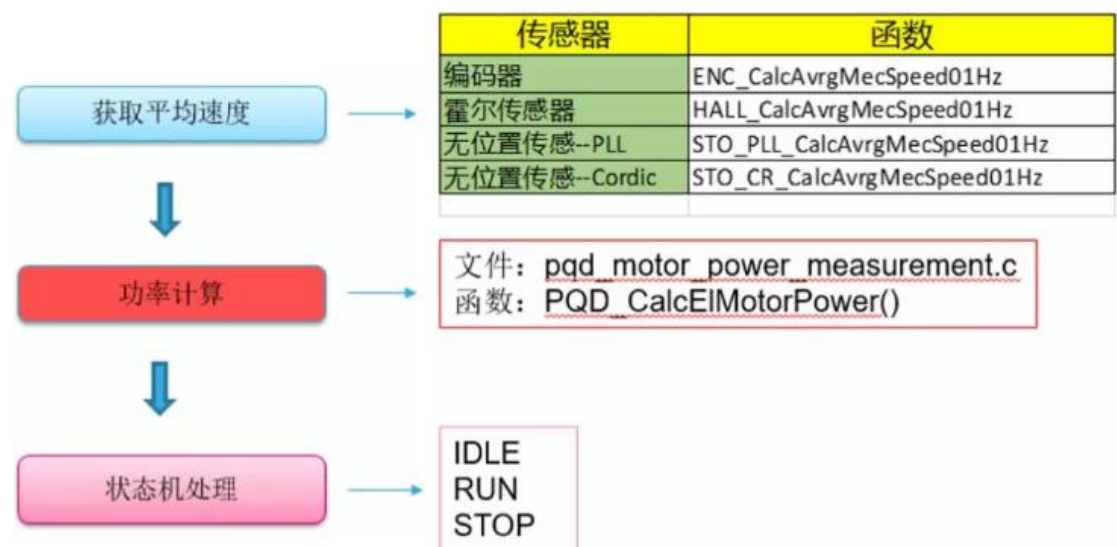 传感器 函数
编码器 ENC_CalcAvrgMecSpeed01Hz
获取平均速度
霍尔传感器 HALL_CalcAvrgMecSpeed01Hz
无位置传感--PLL STO_PLL_CalcAvrgMecSpeed01Hz
无位置传感--Cordic STO_CR_CalcAvrgMecSpeed01Hz
功率计算
文件：pqd_motor_power_measurement.c
函数：PQD_CalcElMotorPower()
状态机处理
IDLE
RUN
STOP